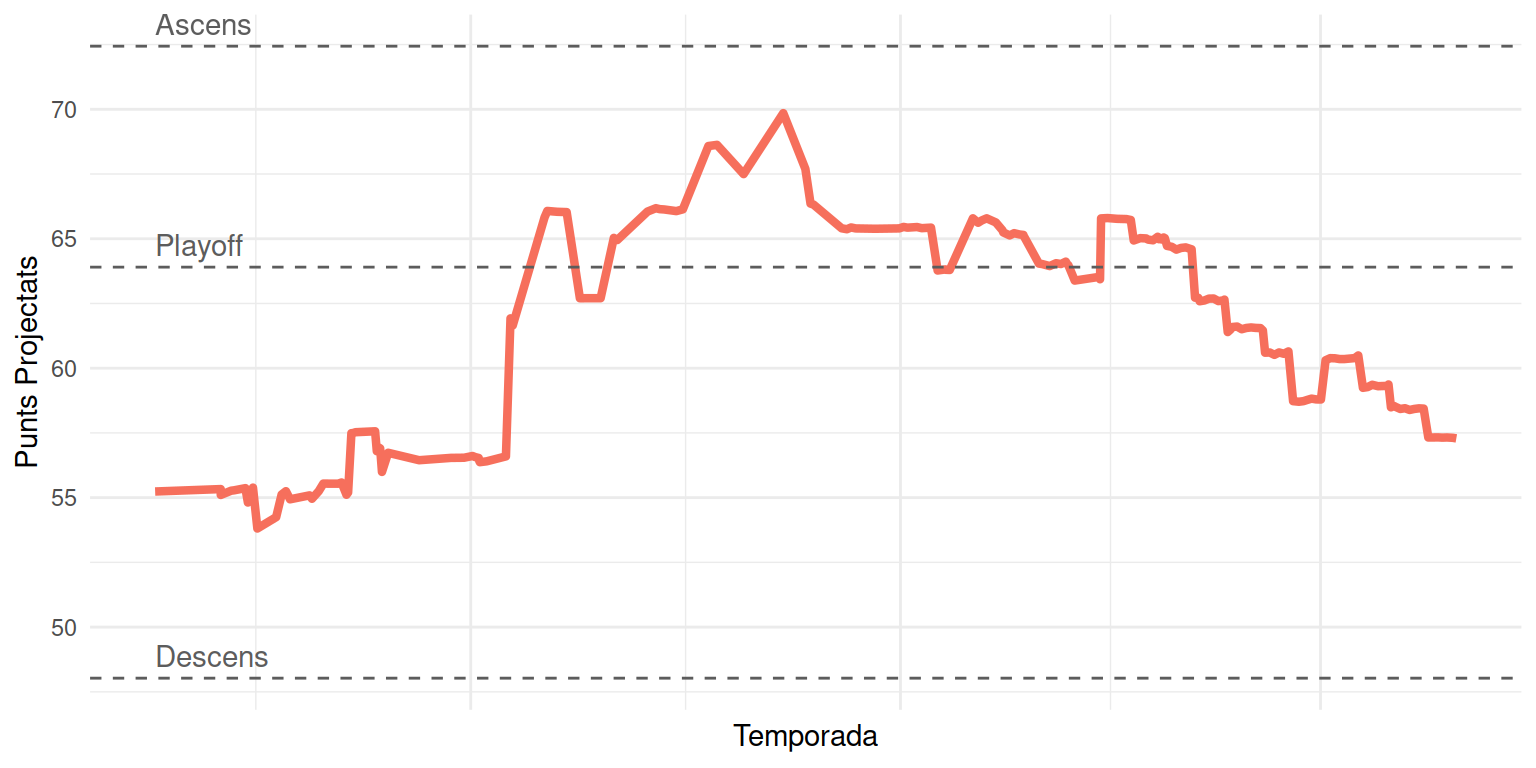 Ascens
70
65
Playoff
60
55
50
Descens
Punts Projectats
Temporada